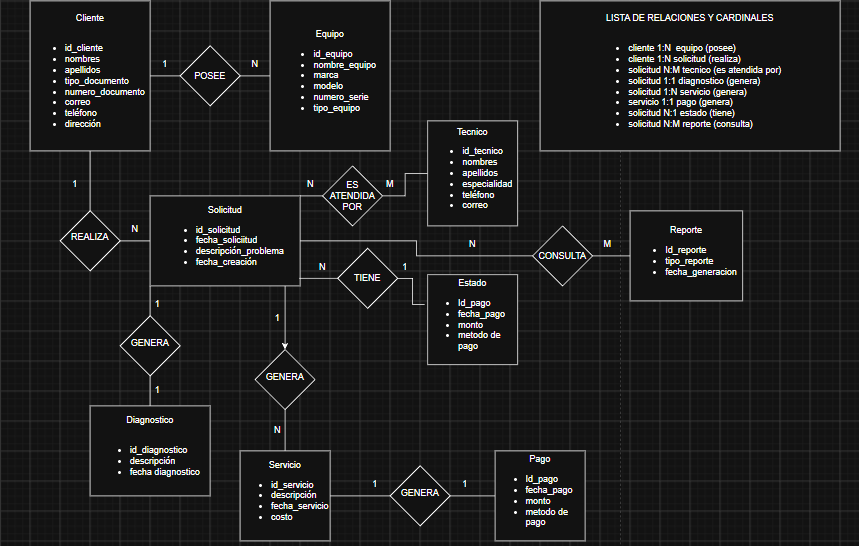 Cliente
id_cliente
nombres
apellidos
tipo_documento
numero_documento
correo
teléfono
dirección
1
POSEE
N
Equipo
id_equipo
nombre_equipo
marca
modelo
numero_serie
tipo_equipo
LISTA DE RELACIONES Y CARDINALES
cliente 1:N equipo (posee)
cliente 1:N solicitud (realiza)
solicitud N:M tecnico (es atendida por)
solicitud 1:1 diagnostico (genera)
solicitud 1:N servicio (genera)
servicio 1:1 pago (genera)
solicitud N:1 estado (tiene)
solicitud N:M reporte (consulta)
Tecnico
id_tecnico
nombres
apellidos
especialidad
teléfono
correo
1
REALIZA
N
Solicitud
id_solicitud
fecha_soliciitud
descripción_problema
fecha_creación
N
ES
ATENDIDA
POR
M
N
CONSULTA
M
Reporte
Id_reporte
tipo_reporte
fecha_generacion
N
TIENE
1
Estado
Id_pago
fecha_pago
monto
metodo de
pago
1
GENERA
1
Diagnostico
id_diagnostico
descripción
fecha diagnostico
1
GENERA
N
Servicio
id_servicio
descripción
fecha_servicio
costo
1
GENERA
1
Pago
Id_pago
fecha_pago
monto
metodo de
pago